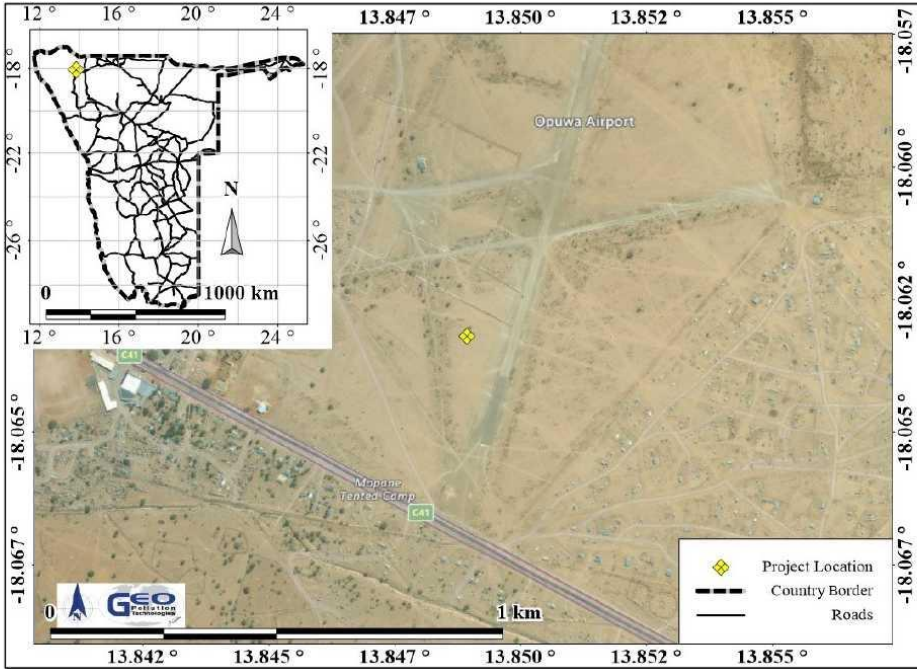 13.847 ° 13.850 ° 13.852 ° 13.855 °
12 ° 16 ° 20 ° 24 °
-18 °
-18 °
-22 °
-22 °
-26 °
-26 °
N
0 1000 km
12 ° 16 ° 20 ° 24 °
-18.057 °
Opuwa Airport
-18.060 °
-18.062 °
C41
-18.065 °
-18.065 °
Mopane
Tented Camp
C41
-18.067 °
-18.067 °
Project Location
Country Border
Roads
GEO
Pollution
Technologies
0 1 km
13.842 ° 13.845 ° 13.847 ° 13.850 ° 13.852 ° 13.855 °